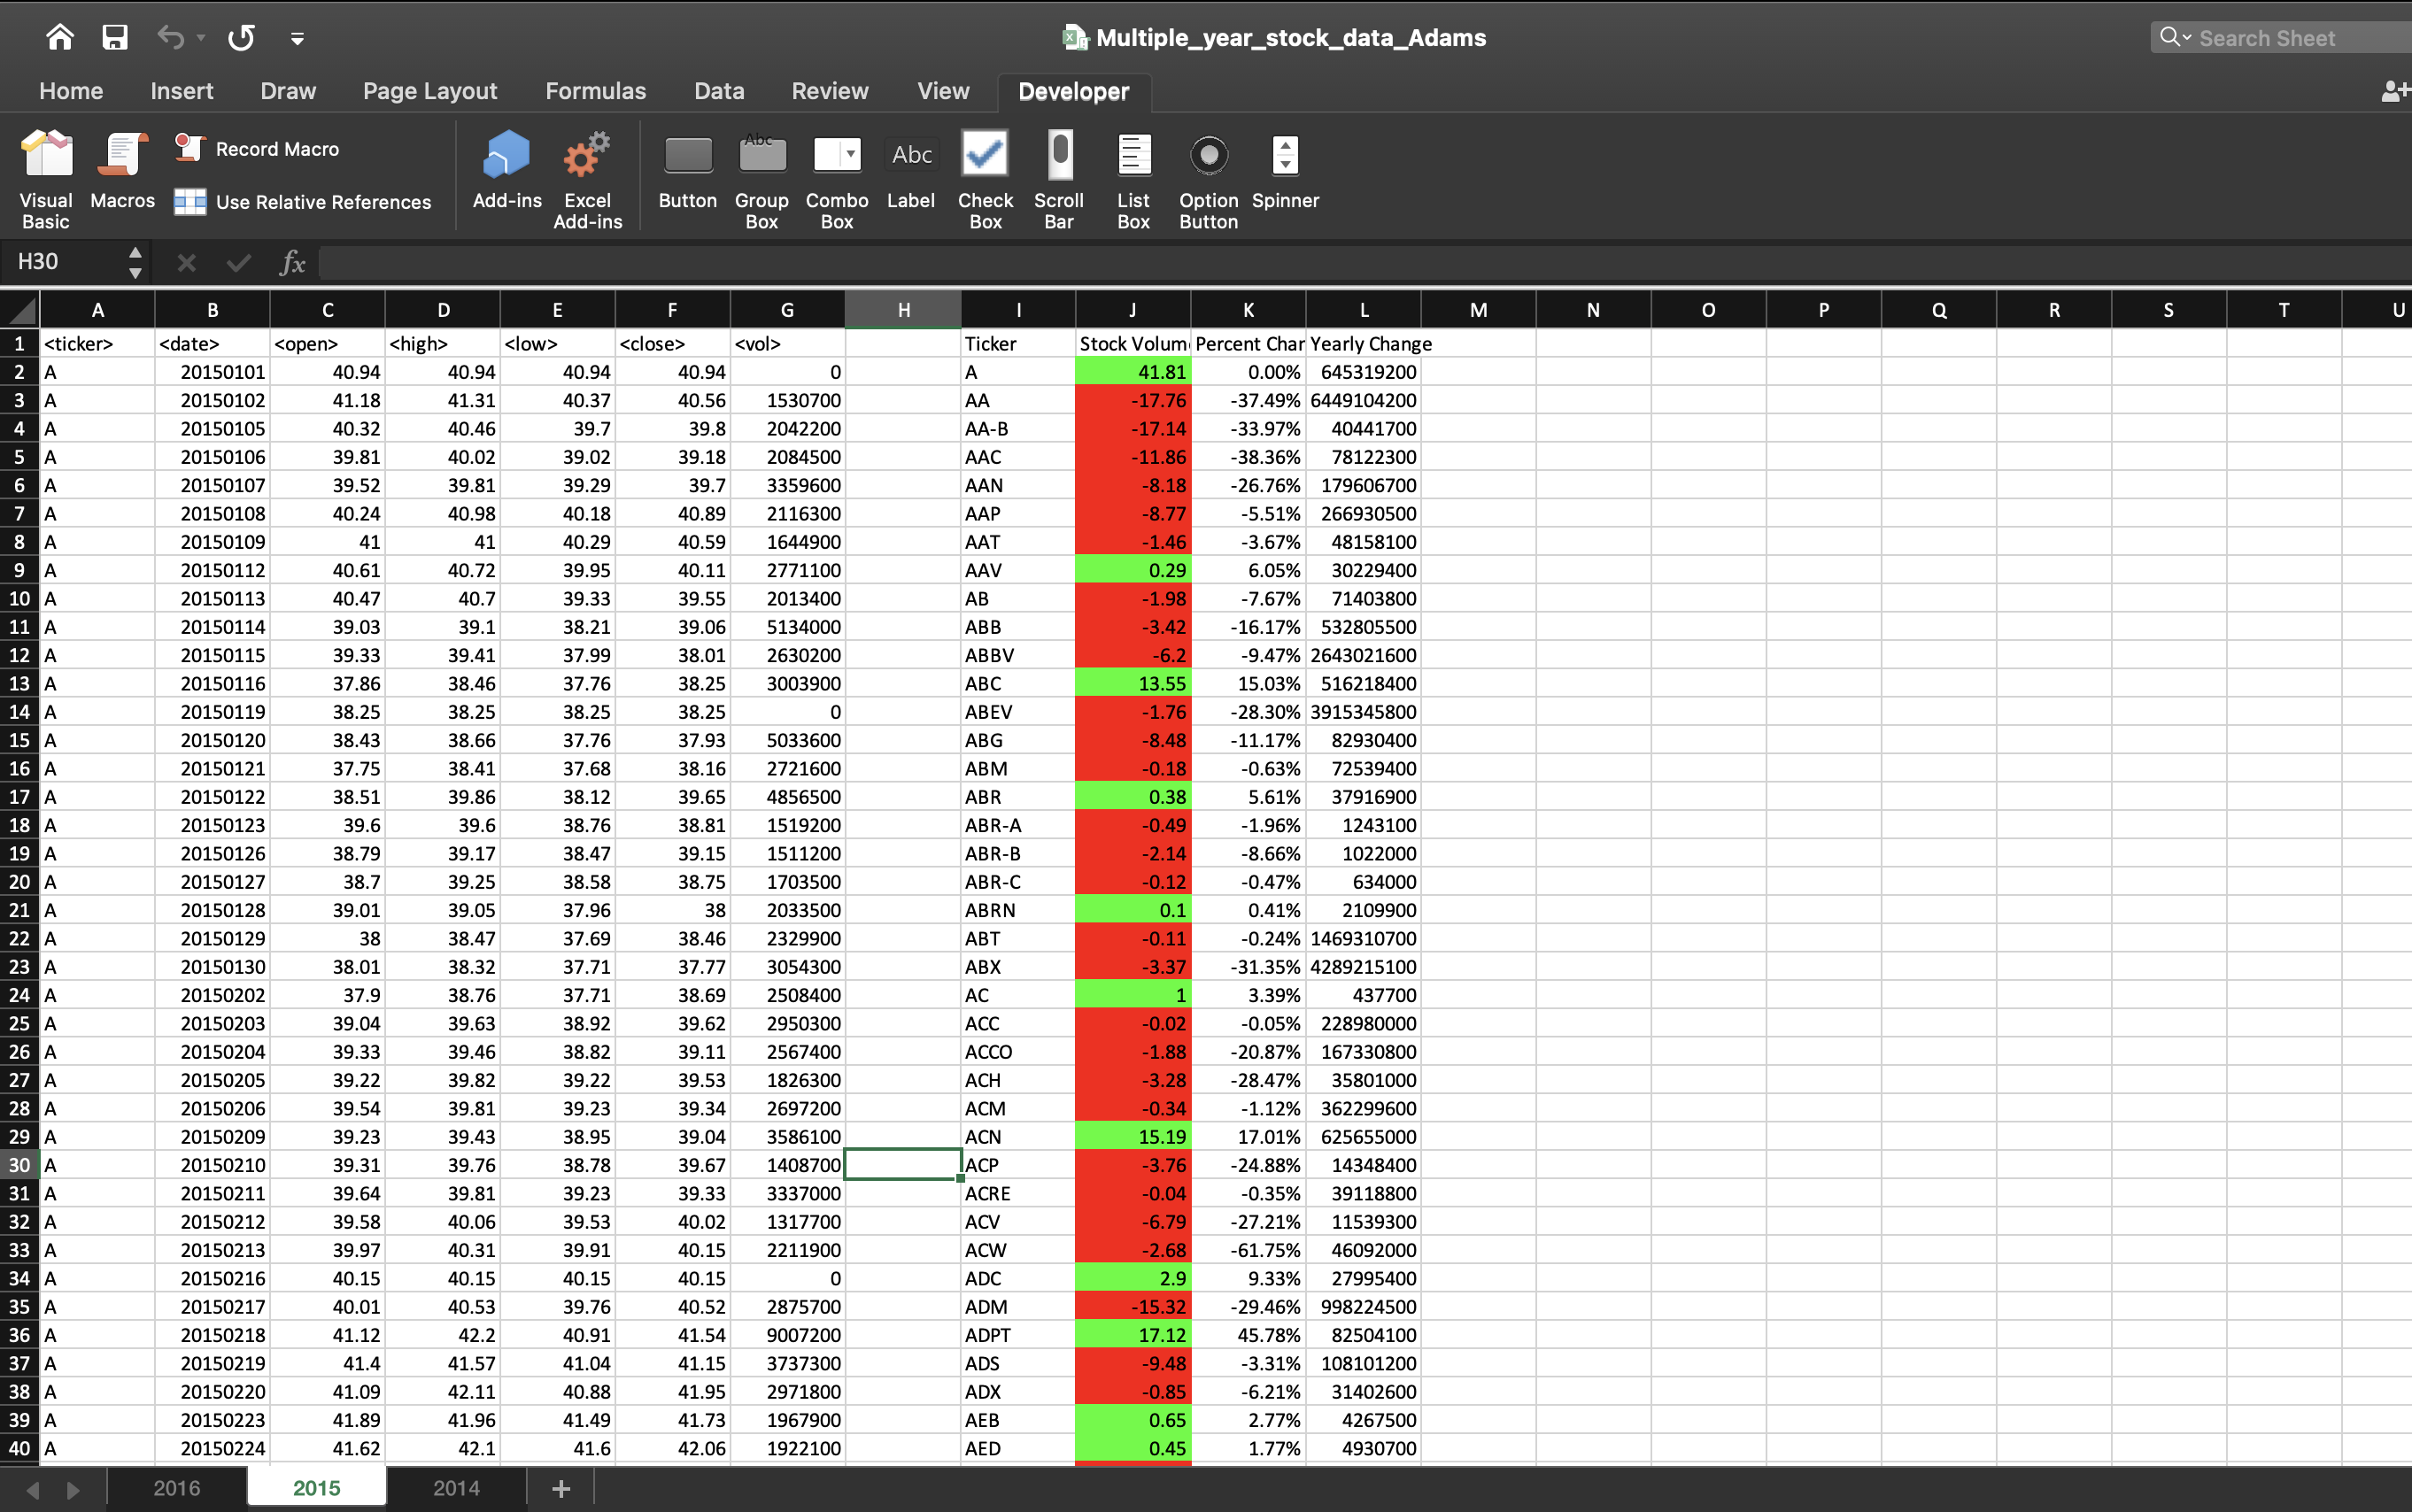 Multiple_year_stock_data_Adams
Search Sheet
Home Insert Draw Page Layout Formulas Data Review View Developer
Visual Basic Macros Record Macro Use Relative References Add-ins Excel Add-ins Button Abc Group Box Combo Box Abc Label Check Box Scroll Bar List Box Option Button Spinner
H30 fx
A B C D E F G H I J K L M N O P Q R S T U
1 <ticker> <date> <open> <high> <low> <close> <vol> Ticker Stock Volum Percent Char Yearly Change
2 A 20150101 40.94 40.94 40.94 40.94 0 A 41.81 0.00% 645319200
3 A 20150102 41.18 41.31 40.37 40.56 1530700 AA -17.76 -37.49% 6449104200
4 A 20150105 40.32 40.46 39.7 39.8 2042200 AA-B -17.14 -33.97% 40441700
5 A 20150106 39.81 40.02 39.02 39.18 2084500 AAC -11.86 -38.36% 78122300
6 A 20150107 39.52 39.81 39.29 39.7 3359600 AAN -8.18 -26.76% 179606700
7 A 20150108 40.24 40.98 40.18 40.89 2116300 AAP -8.77 -5.51% 266930500
8 A 20150109 41 41 40.29 40.59 1644900 AAT -1.46 -3.67% 48158100
9 A 20150112 40.61 40.72 39.95 40.11 2771100 AAV 0.29 6.05% 30229400
10 A 20150113 40.47 40.7 39.33 39.55 2013400 AB -1.98 -7.67% 71403800
11 A 20150114 39.03 39.1 38.21 39.06 5134000 ABB -3.42 -16.17% 532805500
12 A 20150115 39.33 39.41 37.99 38.01 2630200 ABBV -6.2 -9.47% 2643021600
13 A 20150116 37.86 38.46 37.76 38.25 3003900 ABC 13.55 15.03% 516218400
14 A 20150119 38.25 38.25 38.25 38.25 0 ABEV -1.76 -28.30% 3915345800
15 A 20150120 38.43 38.66 37.76 37.93 5033600 ABG -8.48 -11.17% 82930400
16 A 20150121 37.75 38.41 37.68 38.16 2721600 ABM -0.18 -0.63% 72539400
17 A 20150122 38.51 39.86 38.12 39.65 4856500 ABR 0.38 5.61% 37916900
18 A 20150123 39.6 39.6 38.76 38.81 1519200 ABR-A -0.49 -1.96% 1243100
19 A 20150126 38.79 39.17 38.47 39.15 1511200 ABR-B -2.14 -8.66% 1022000
20 A 20150127 38.7 39.25 38.58 38.75 1703500 ABR-C -0.12 -0.47% 634000
21 A 20150128 39.01 39.05 37.96 38 2033500 ABRN 0.1 0.41% 2109900
22 A 20150129 38 38.47 37.69 38.46 2329900 ABT -0.11 -0.24% 1469310700
23 A 20150130 38.01 38.32 37.71 37.77 3054300 ABX -3.37 -31.35% 4289215100
24 A 20150202 37.9 38.76 37.71 38.69 2508400 AC 1 3.39% 437700
25 A 20150203 39.04 39.63 38.92 39.62 2950300 ACC -0.02 -0.05% 228980000
26 A 20150204 39.33 39.46 38.82 39.11 2567400 ACCO -1.88 -20.87% 167330800
27 A 20150205 39.22 39.82 39.22 39.53 1826300 ACH -3.28 -28.47% 35801000
28 A 20150206 39.54 39.81 39.23 39.34 2697200 ACM -0.34 -1.12% 362299600
29 A 20150209 39.23 39.43 38.95 39.04 3586100 ACN 15.19 17.01% 625655000
30 A 20150210 39.31 39.76 38.78 39.67 1408700 ACP -3.76 -24.88% 14348400
31 A 20150211 39.64 39.81 39.23 39.33 3337000 ACRE -0.04 -0.35% 39118800
32 A 20150212 39.58 40.06 39.53 40.02 1317700 ACV -6.79 -27.21% 11539300
33 A 20150213 39.97 40.31 39.91 40.15 2211900 ACW -2.68 -61.75% 46092000
34 A 20150216 40.15 40.15 40.15 40.15 0 ADC 2.9 9.33% 27995400
35 A 20150217 40.01 40.53 39.76 40.52 2875700 ADM -15.32 -29.46% 998224500
36 A 20150218 41.12 42.2 40.91 41.54 9007200 ADPT 17.12 45.78% 82504100
37 A 20150219 41.4 41.57 41.04 41.15 3737300 ADS -9.48 -3.31% 108101200
38 A 20150220 41.09 42.11 40.88 41.95 2971800 ADX -0.85 -6.21% 31402600
39 A 20150223 41.89 41.96 41.49 41.73 1967900 AEB 0.65 2.77% 4267500
40 A 20150224 41.62 42.1 41.6 42.06 1922100 AED 0.45 1.77% 4930700
2016 2015 2014 +